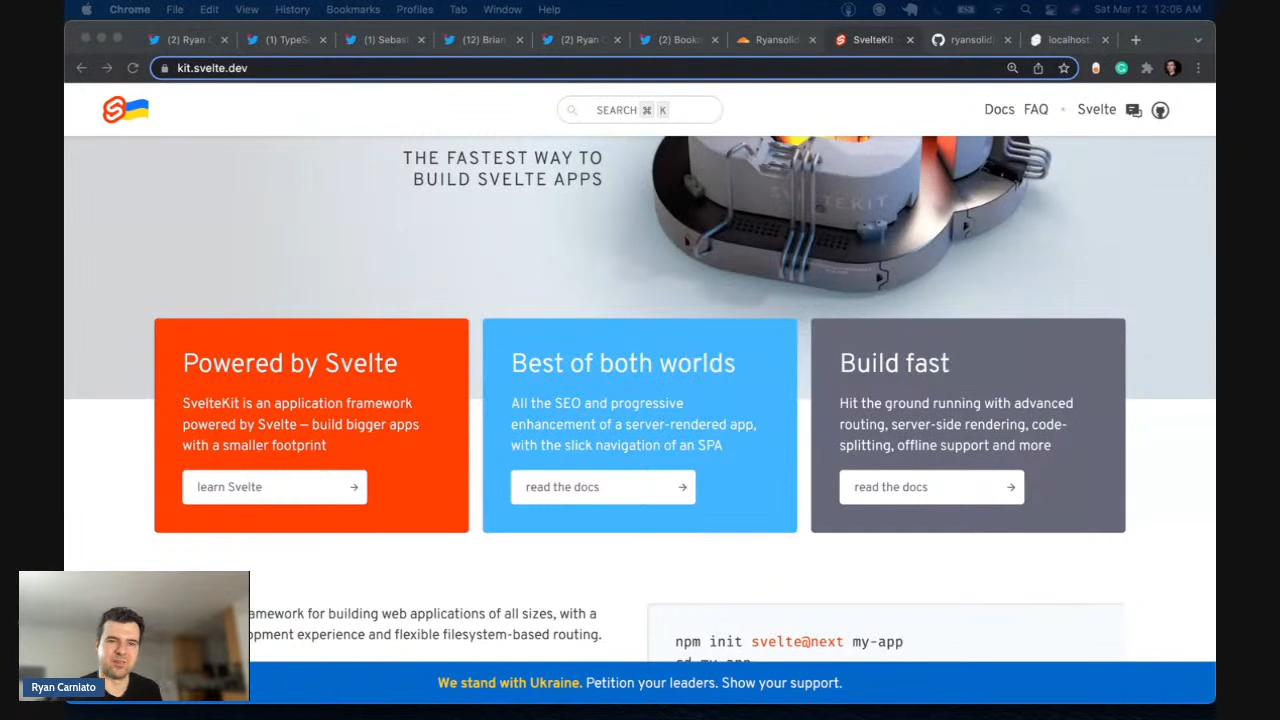 Chrome File Edit View History Bookmarks Profiles Tab Window Help Sat Mar 12 12:06 AM
(2) Ryan C (1) TypeSc (1) Sebast (12) Brian (2) Ryan C (2) Bookm Ryansolid SvelteKit ryansolid localhost
kit.svelte.dev
SEARCH ⌘ K
Docs FAQ • Svelte
THE FASTEST WAY TO
BUILD SVELTE APPS
SVELTEKIT
Powered by Svelte
SvelteKit is an application framework
powered by Svelte — build bigger apps
with a smaller footprint
learn Svelte →
Best of both worlds
All the SEO and progressive
enhancement of a server-rendered app,
with the slick navigation of an SPA
read the docs →
Build fast
Hit the ground running with advanced
routing, server-side rendering, code-
splitting, offline support and more
read the docs →
amework for building web applications of all sizes, with a
opment experience and flexible filesystem-based routing.
npm init svelte@next my-app
cd my-app
We stand with Ukraine. Petition your leaders. Show your support.
Ryan Carniato